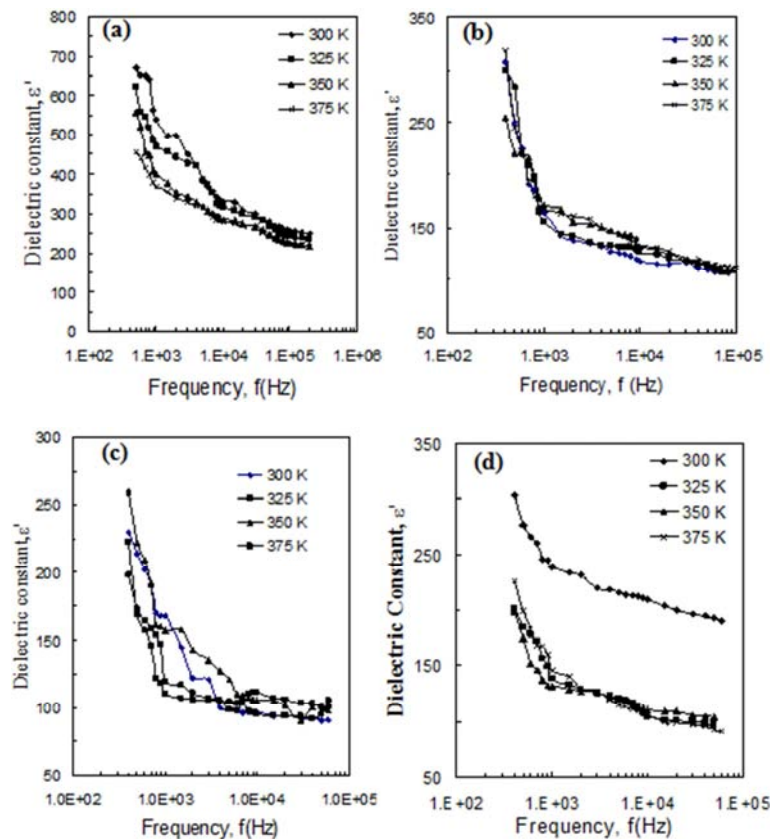 (a)
300 K
325 K
350 K
375 K
Dielectric constant, ε'
800
700
600
500
400
300
200
100
0
1.E+02 1.E+03 1.E+04 1.E+05 1.E+06
Frequency, f(Hz)
(b)
300 K
325 K
350 K
375 K
Dielectric constant, ε'
350
250
150
50
1.E+02 1.E+03 1.E+04 1.E+05
Frequency, f (Hz)
(c)
300 K
325 K
350 K
375 K
Dielectric constant, ε'
300
250
200
150
100
50
1.0E+02 1.0E+03 1.0E+04 1.0E+05
Frequency, f(Hz)
(d)
300 K
325 K
350 K
375 K
Dielectric Constant, ε'
350
250
150
50
1.E+02 1.E+03 1.E+04 1.E+05
Frequency, f(Hz)